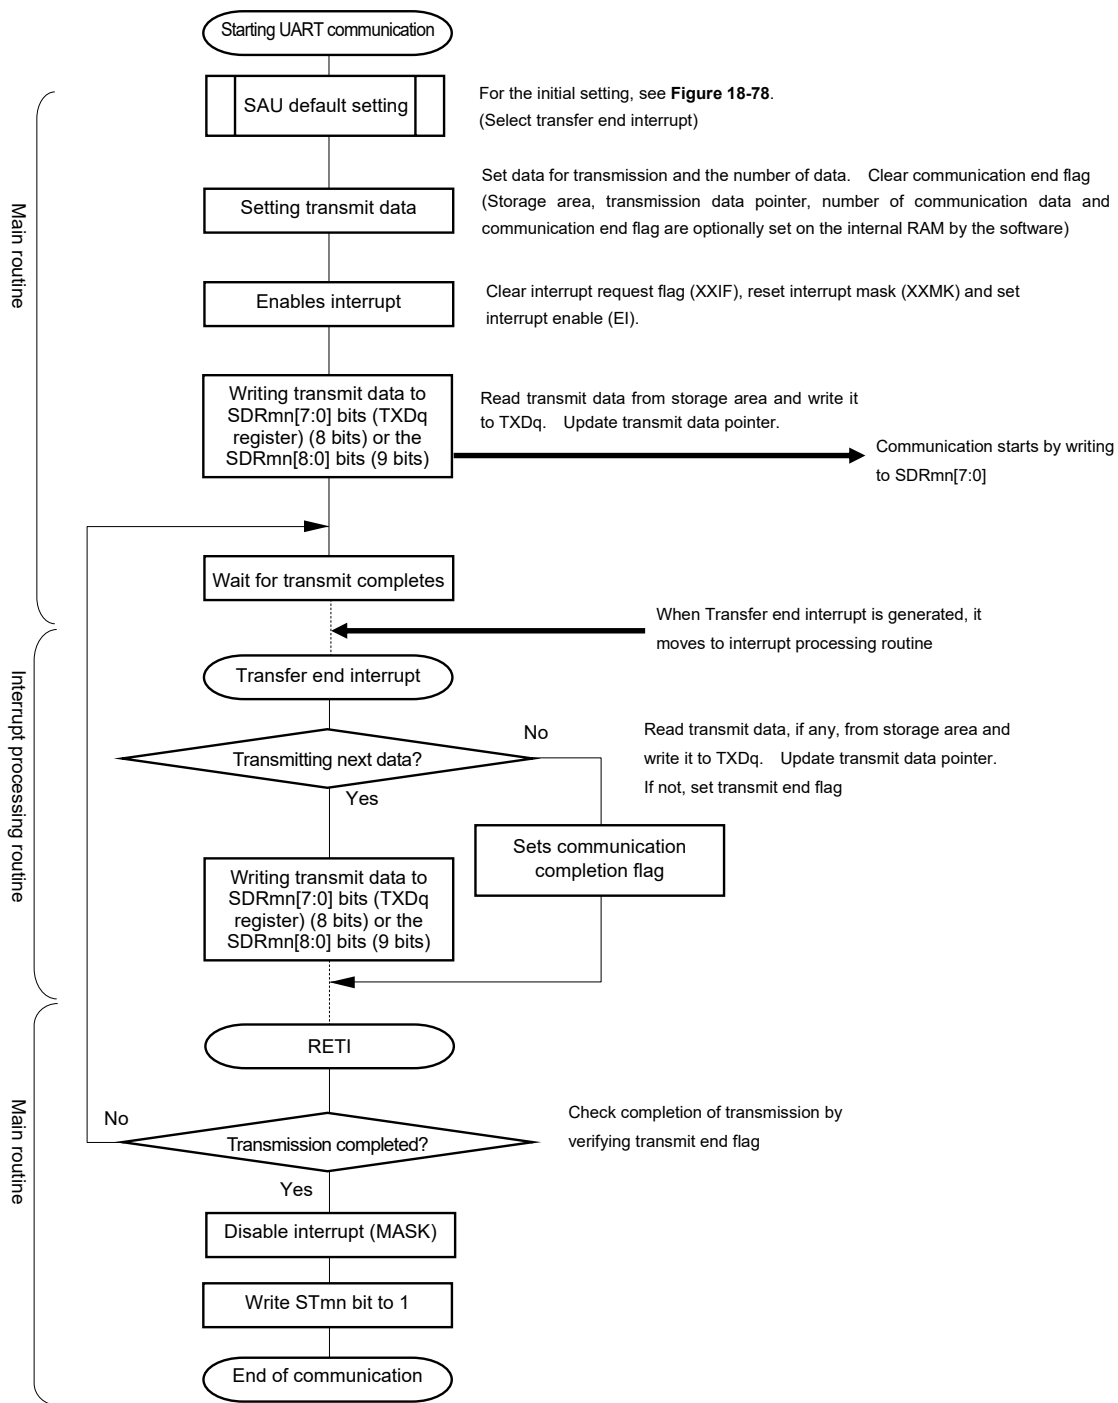 Starting UART communication
SAU default setting
For the initial setting, see Figure 18-78.
(Select transfer end interrupt)
Main routine
Setting transmit data
Set data for transmission and the number of data. Clear communication end flag
(Storage area, transmission data pointer, number of communication data and
communication end flag are optionally set on the internal RAM by the software)
Enables interrupt
Clear interrupt request flag (XXIF), reset interrupt mask (XXMK) and set
interrupt enable (EI).
Writing transmit data to
SDRmn[7:0] bits (TXDq
register) (8 bits) or the
SDRmn[8:0] bits (9 bits)
Read transmit data from storage area and write it
to TXDq. Update transmit data pointer.
Communication starts by writing
to SDRmn[7:0]
Wait for transmit completes
When Transfer end interrupt is generated, it
moves to interrupt processing routine
Interrupt processing routine
Transfer end interrupt
Transmitting next data?
No
Yes
Read transmit data, if any, from storage area and
write it to TXDq. Update transmit data pointer.
If not, set transmit end flag
Sets communication
completion flag
Writing transmit data to
SDRmn[7:0] bits (TXDq
register) (8 bits) or the
SDRmn[8:0] bits (9 bits)
RETI
Main routine
No
Transmission completed?
Check completion of transmission by
verifying transmit end flag
Yes
Disable interrupt (MASK)
Write STmn bit to 1
End of communication